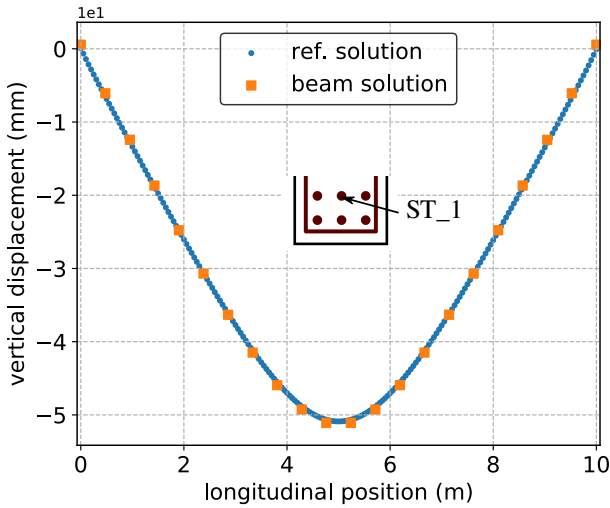 1e1
ref. solution
beam solution
ST_1
vertical displacement (mm)
0
−1
−2
−3
−4
−5
0 2 4 6 8 10
longitudinal position (m)